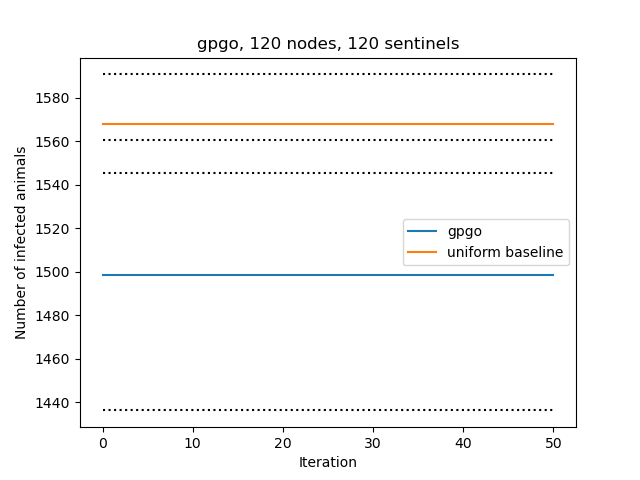 gpgo, 120 nodes, 120 sentinels
1580
1560
1540
1520
1500
1480
1460
1440
Number of infected animals
gpgo
uniform baseline
0 10 20 30 40 50
Iteration